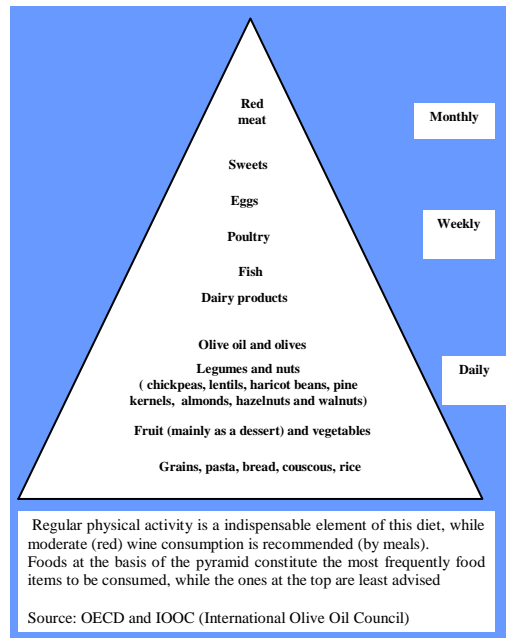 Red
meat
Monthly
Sweets
Eggs
Weekly
Poultry
Fish
Dairy products
Olive oil and olives
Legumes and nuts
Daily
( chickpeas, lentils, haricot beans, pine
kernels, almonds, hazelnuts and walnuts)
Fruit (mainly as a dessert) and vegetables
Grains, pasta, bread, couscous, rice
Regular physical activity is a indispensable element of this diet, while
moderate (red) wine consumption is recommended (by meals).
Foods at the basis of the pyramid constitute the most frequently food
items to be consumed, while the ones at the top are least advised
Source: OECD and IOOC (International Olive Oil Council)